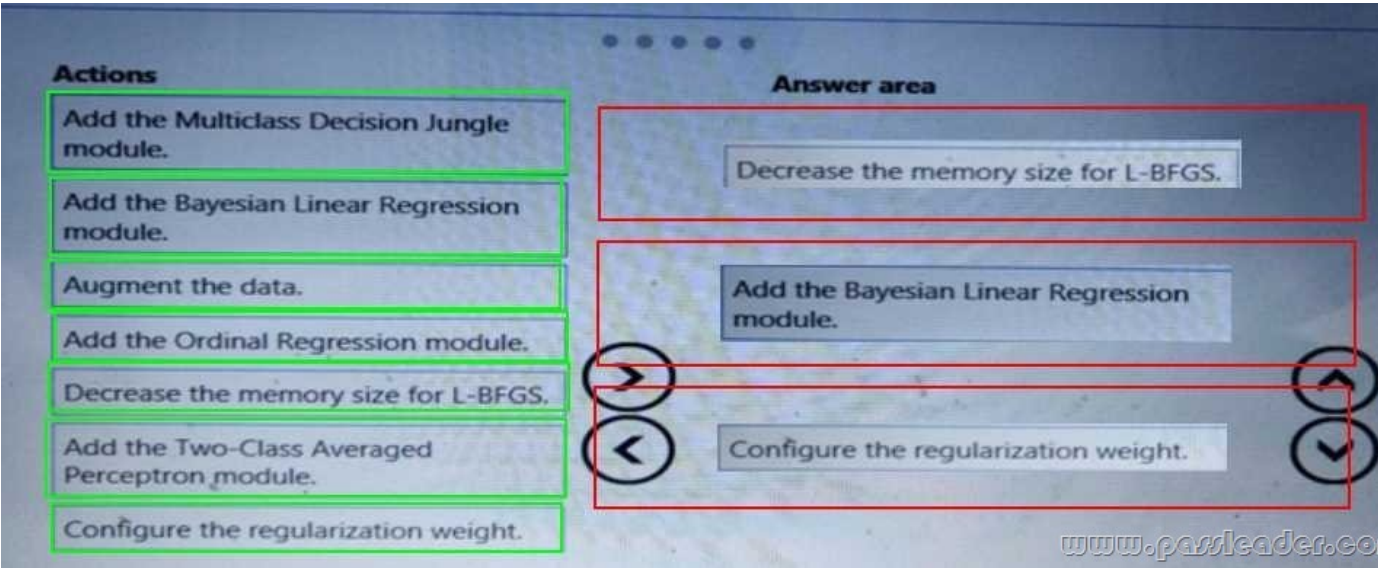 Actions
Add the Multiclass Decision Jungle
module.
Add the Bayesian Linear Regression
module.
Augment the data.
Add the Ordinal Regression module.
Decrease the memory size for L-BFGS.
Add the Two-Class Averaged
Perceptron module.
Configure the regularization weight.
Answer area
Decrease the memory size for L-BFGS.
Add the Bayesian Linear Regression
module.
Configure the regularization weight.
www.passleader.co